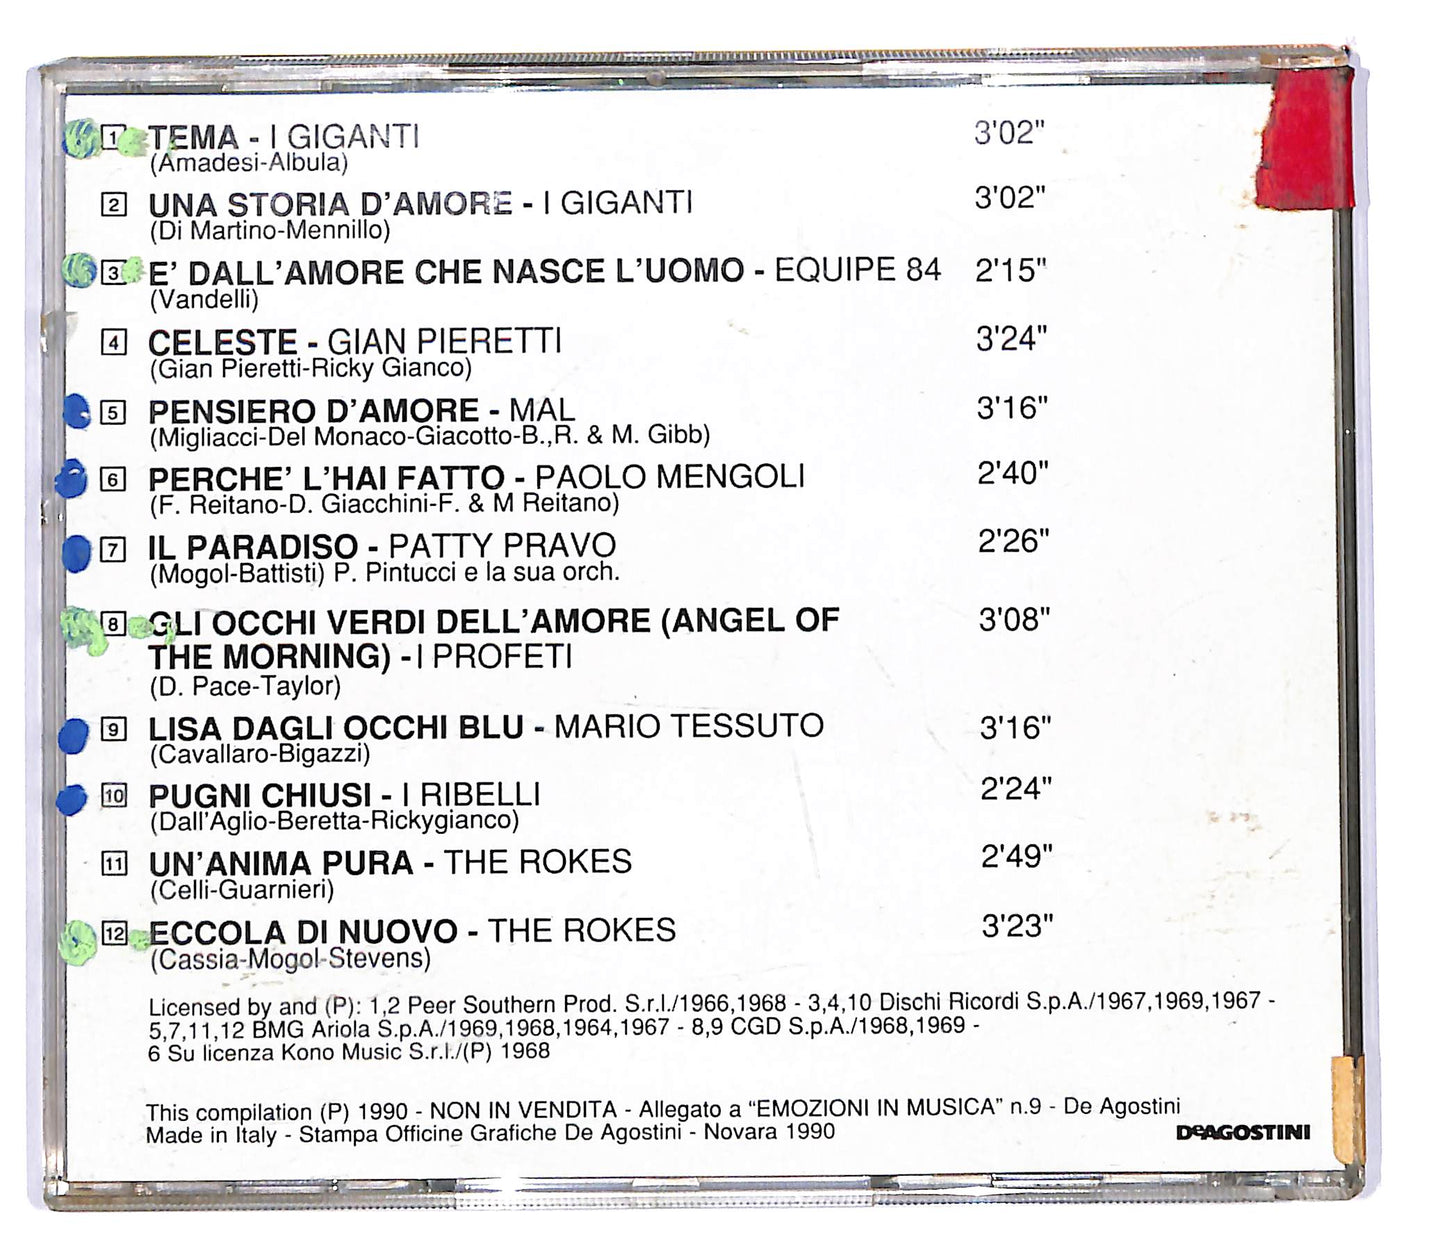 1 TEMA - I GIGANTI 3'02"
(Amadesi-Albula)
2 UNA STORIA D'AMORE - I GIGANTI 3'02"
(Di Martino-Mennillo)
3 E' DALL'AMORE CHE NASCE L'UOMO - EQUIPE 84 2'15"
(Vandelli)
4 CELESTE - GIAN PIERETTI 3'24"
(Gian Pieretti-Ricky Gianco)
5 PENSIERO D'AMORE - MAL 3'16"
(Migliacci-Del Monaco-Giacotto-B.,R. & M. Gibb)
6 PERCHE' L'HAI FATTO - PAOLO MENGOLI 2'40"
(F. Reitano-D. Giacchini-F. & M Reitano)
7 IL PARADISO - PATTY PRAVO 2'26"
(Mogol-Battisti) P. Pintucci e la sua orch.
8 GLI OCCHI VERDI DELL'AMORE (ANGEL OF 3'08"
THE MORNING) - I PROFETI
(D. Pace-Taylor)
9 LISA DAGLI OCCHI BLU - MARIO TESSUTO 3'16"
(Cavallaro-Bigazzi)
10 PUGNI CHIUSI - I RIBELLI 2'24"
(Dall'Aglio-Beretta-Rickygianco)
11 UN'ANIMA PURA - THE ROKES 2'49"
(Celli-Guarnieri)
12 ECCOLA DI NUOVO - THE ROKES 3'23"
(Cassia-Mogol-Stevens)
Licensed by and (P): 1,2 Peer Southern Prod. S.r.l./1966,1968 - 3,4,10 Dischi Ricordi S.p.A./1967,1969,1967 -
5,7,11,12 BMG Ariola S.p.A./1969,1968,1964,1967 - 8,9 CGD S.p.A./1968,1969 -
6 Su licenza Kono Music S.r.l./(P) 1968
This compilation (P) 1990 - NON IN VENDITA - Allegato a "EMOZIONI IN MUSICA" n.9 - De Agostini
Made in Italy - Stampa Officine Grafiche De Agostini - Novara 1990
DeAGOSTINI